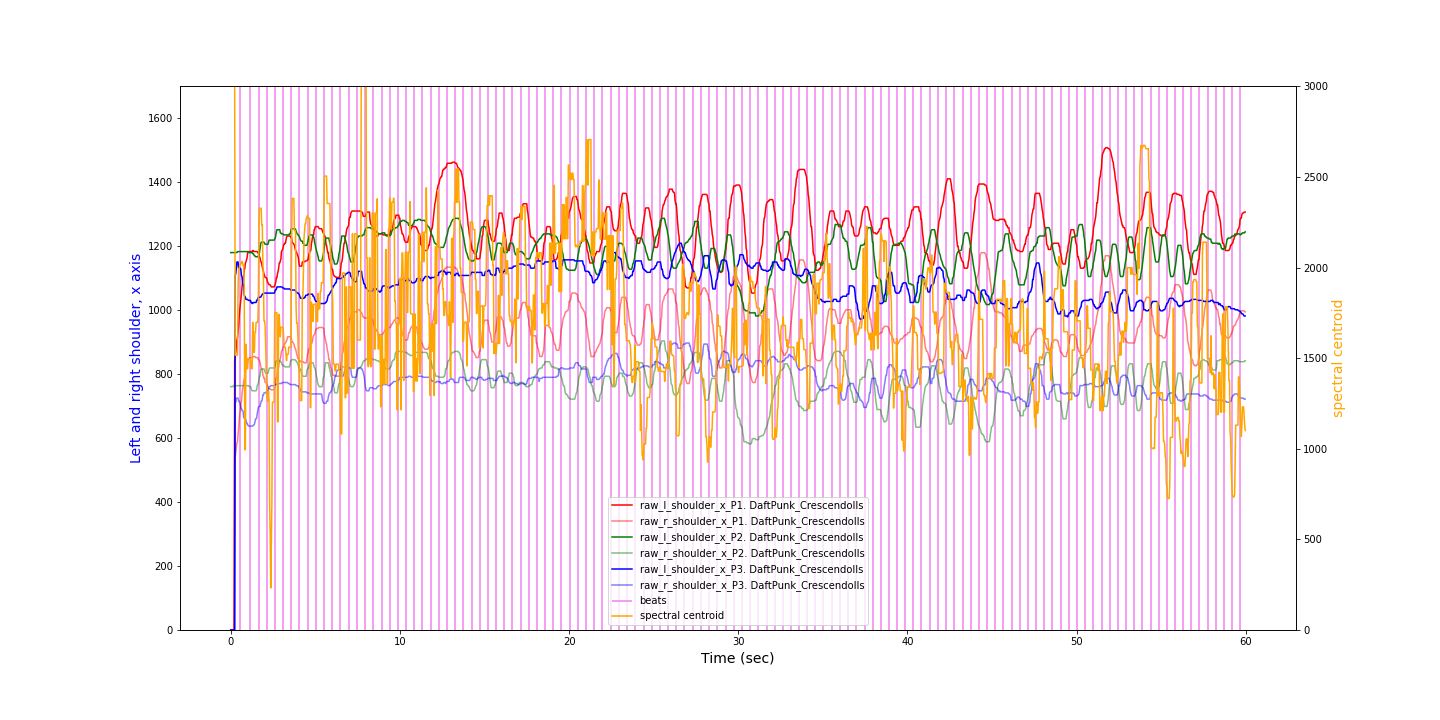 Left and right shoulder, x axis
1600
1400
1200
1000
800
600
400
200
0
3000
2500
2000
1500
1000
500
0
spectral centroid
raw_l_shoulder_x_P1. DaftPunk_Crescendolls
raw_r_shoulder_x_P1. DaftPunk_Crescendolls
raw_l_shoulder_x_P2. DaftPunk_Crescendolls
raw_r_shoulder_x_P2. DaftPunk_Crescendolls
raw_l_shoulder_x_P3. DaftPunk_Crescendolls
raw_r_shoulder_x_P3. DaftPunk_Crescendolls
beats
spectral centroid
0 10 20 30 40 50 60
Time (sec)